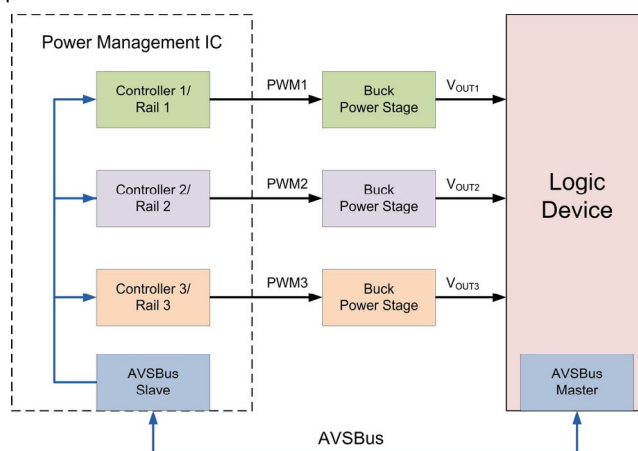 Power Management IC
Controller 1/
Rail 1
PWM1
Buck
Power Stage
VOUT1
Controller 2/
Rail 2
PWM2
Buck
Power Stage
VOUT2
Logic
Device
Controller 3/
Rail 3
PWM3
Buck
Power Stage
VOUT3
AVSBus
Slave
AVSBus
Master
AVSBus